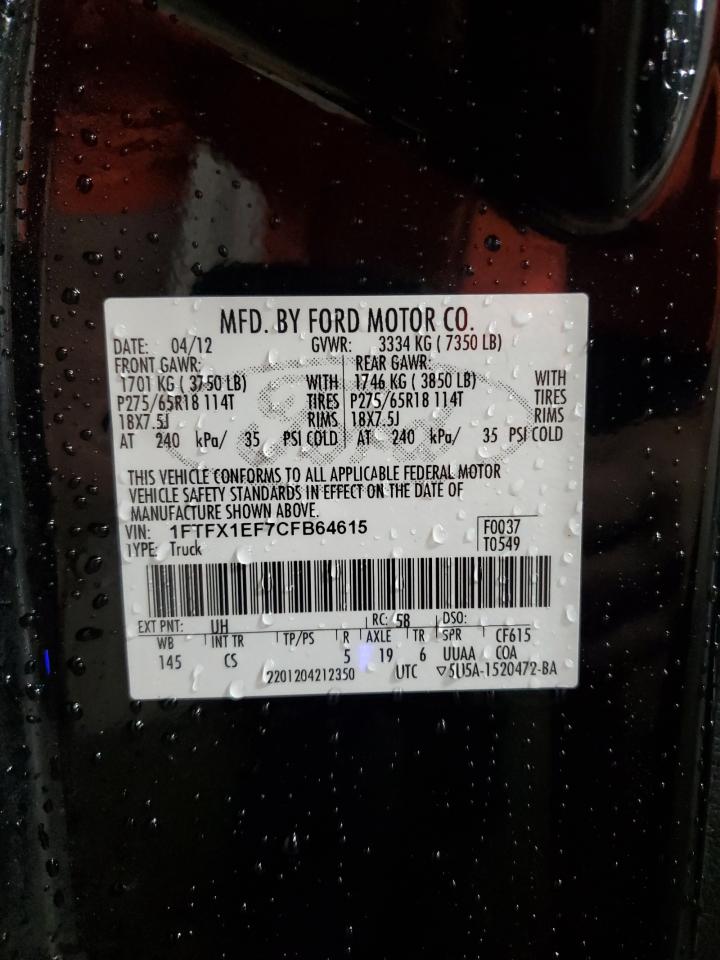 MFD. BY FORD MOTOR CO.
DATE: 04/12 GVWR: 3334 KG ( 7350 LB)
FRONT GAWR: REAR GAWR:
1701 KG ( 3750 LB) WITH 1746 KG ( 3850 LB) WITH
P275/65R18 114T TIRES P275/65R18 114T TIRES
18X7.5J RIMS 18X7.5J RIMS
AT 240 kPa/ 35 PSI COLD AT 240 kPa/ 35 PSI COLD
THIS VEHICLE CONFORMS TO ALL APPLICABLE FEDERAL MOTOR
VEHICLE SAFETY STANDARDS IN EFFECT ON THE DATE OF
MANUFACTURE SHOWN ABOVE.
VIN: 1FTFX1EF7CFB64615 F0037
TYPE: Truck T0549
EXT PNT: UH RC: 58 DSO:
WB INT TR TP/PS R AXLE TR SPR CF615
145 CS 5 19 6 UUAA COA
2201204212350 UTC ▽5U5A-1520472-BA